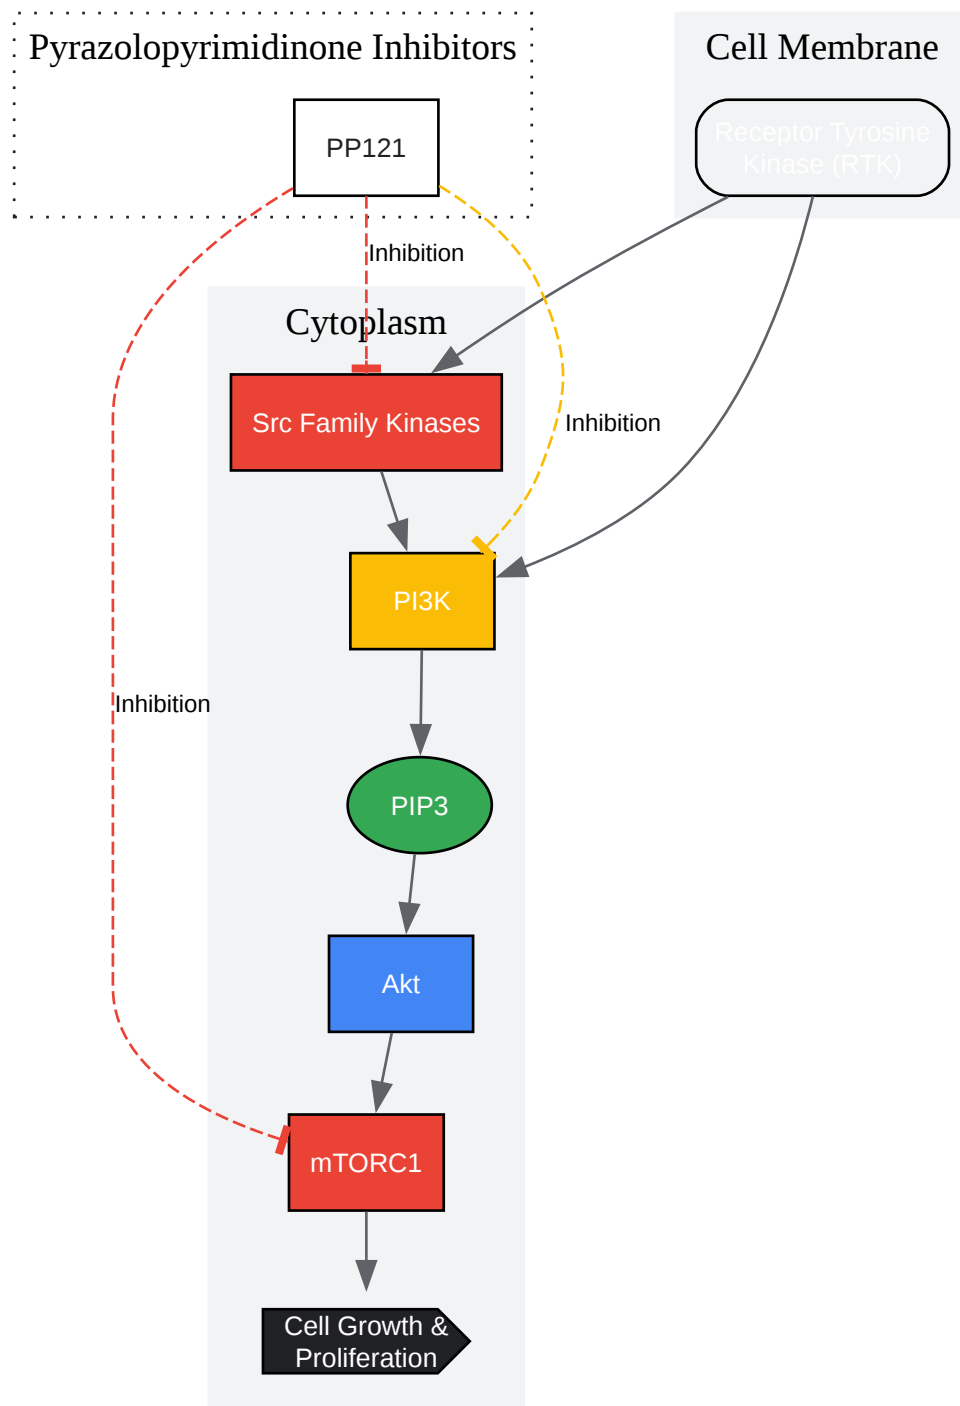 Pyrazolopyrimidinone Inhibitors
Cell Membrane
PP121
Receptor Tyrosine
Kinase (RTK)
Inhibition
Cytoplasm
Src Family Kinases
Inhibition
PI3K
Inhibition
PIP3
Akt
mTORC1
Cell Growth &
Proliferation